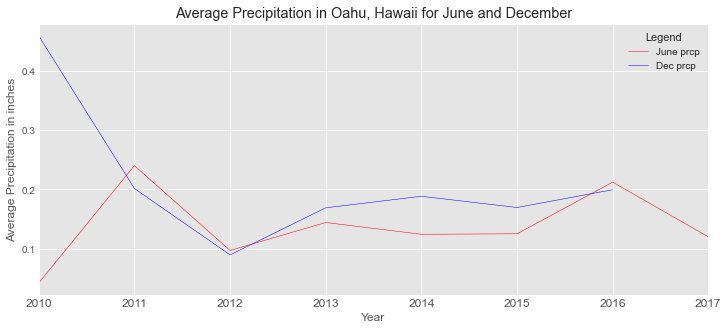 Average Precipitation in Oahu, Hawaii for June and December
Legend
June prcp
Dec prcp
Average Precipitation in inches
0.4
0.3
0.2
0.1
2010 2011 2012 2013 2014 2015 2016 2017
Year